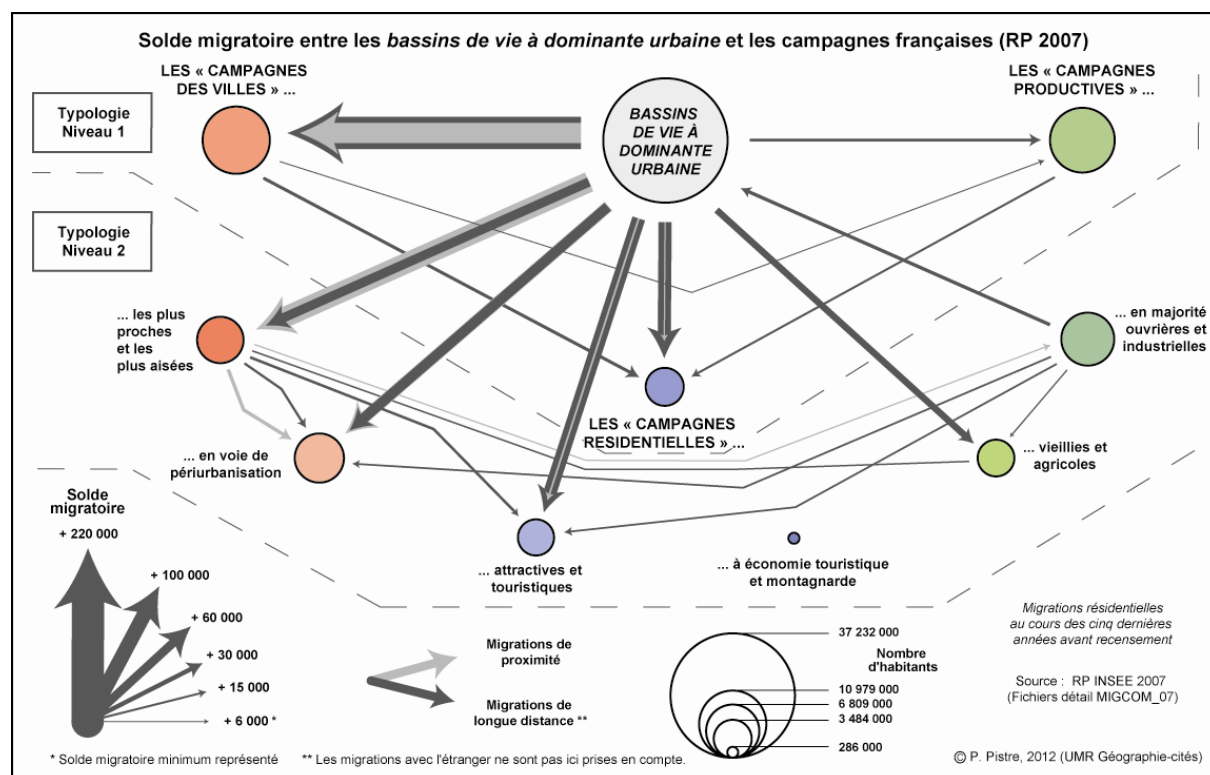 Solde migratoire entre les bassins de vie à dominante urbaine et les campagnes françaises (RP 2007)
LES « CAMPAGNES
DES VILLES » ...
LES « CAMPAGNES
PRODUCTIVES » ...
Typologie
Niveau 1
BASSINS
DE VIE À
DOMINANTE
URBAINE
Typologie
Niveau 2
... les plus
proches
et les
plus aisées
... en majorité
ouvrières et
industrielles
LES « CAMPAGNES
RESIDENTIELLES » ...
... en voie de
périurbanisation
... vieillies et
agricoles
... attractives et
touristiques
... à économie touristique
et montagnarde
Solde
migratoire
+ 220 000
+ 100 000
+ 60 000
+ 30 000
+ 15 000
+ 6 000 *
Migrations de
proximité
Migrations de
longue distance **
37 232 000
Nombre
d'habitants
10 979 000
6 809 000
3 484 000
286 000
Migrations résidentielles
au cours des cinq dernières
années avant recensement
Source : RP INSEE 2007
(Fichiers détail MIGCOM_07)
* Solde migratoire minimum représenté
** Les migrations avec l'étranger ne sont pas ici prises en compte.
© P. Pistre, 2012 (UMR Géographie-cités)